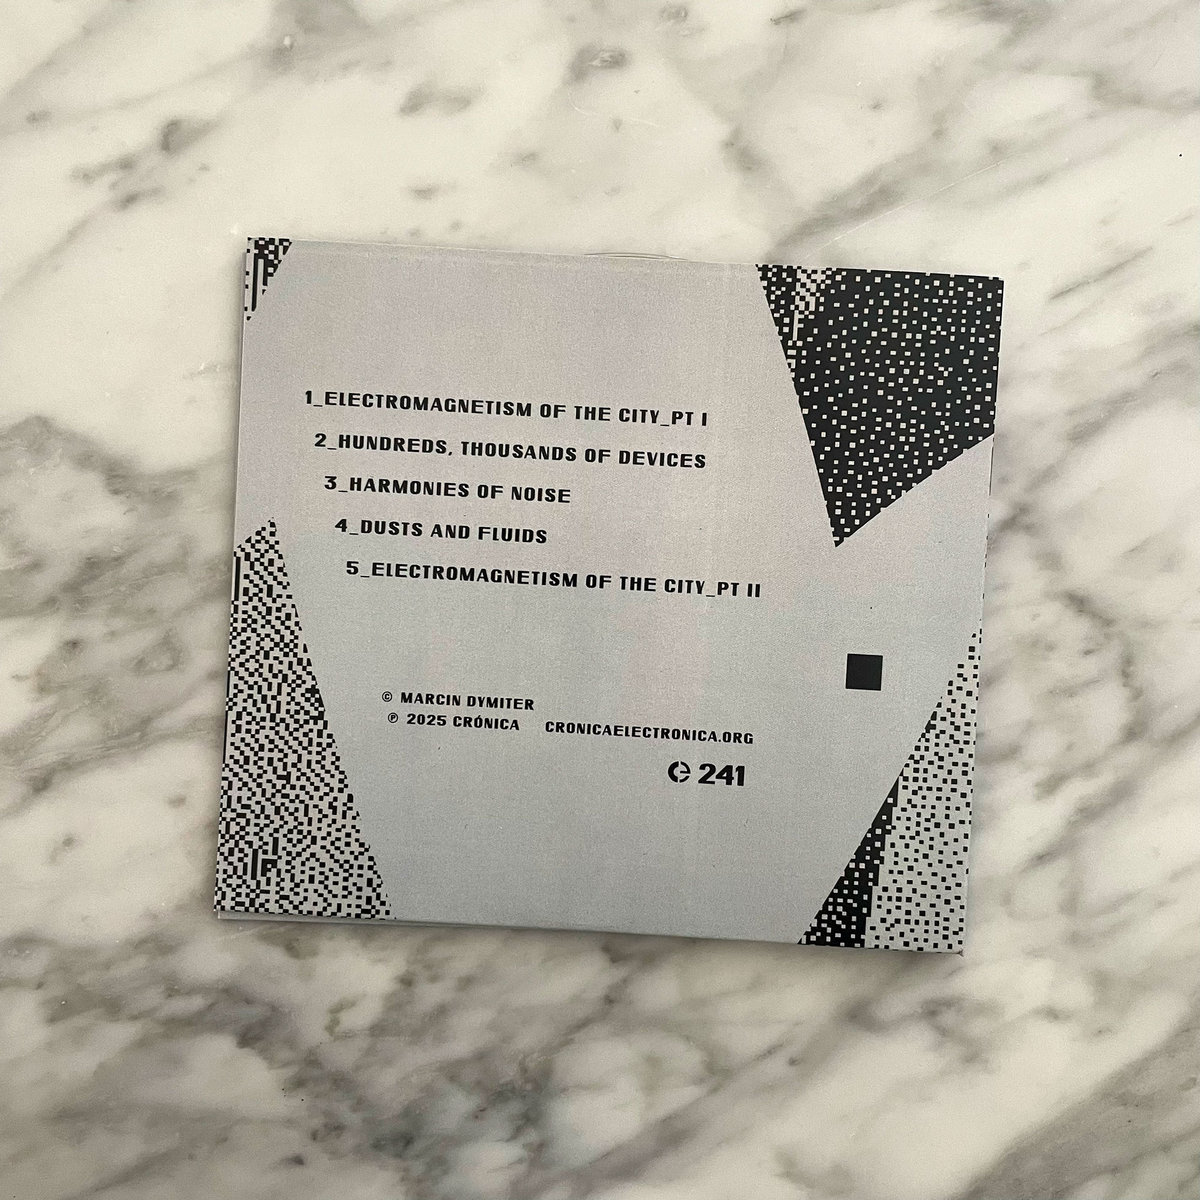 1_ELECTROMAGNETISM OF THE CITY_PT I
2_HUNDREDS, THOUSANDS OF DEVICES
3_HARMONIES OF NOISE
4_DUSTS AND FLUIDS
5_ELECTROMAGNETISM OF THE CITY_PT II
© MARCIN DYMITER
℗ 2025 CRÓNICA CRONICAELECTRONICA.ORG
241